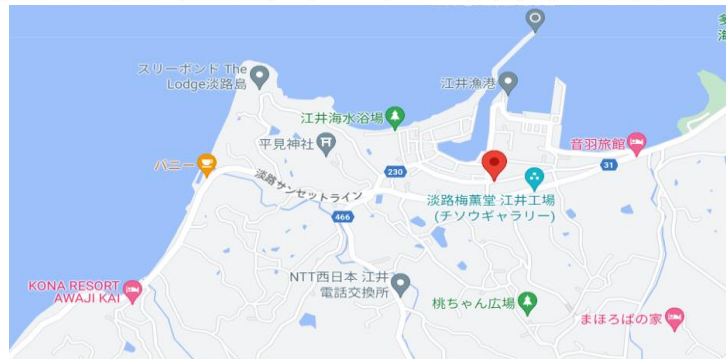 多
海
スリーボンド The
Lodge淡路島
江井漁港
江井海水浴場
平見神社
音羽旅館
バニー
230
31
淡路サンセットライン
淡路梅薫堂 江井工場
(チソウギャラリー)
466
NTT西日本 江井
電話交換所
KONA RESORT
AWAJI KAI
桃ちゃん広場
まほろばの家